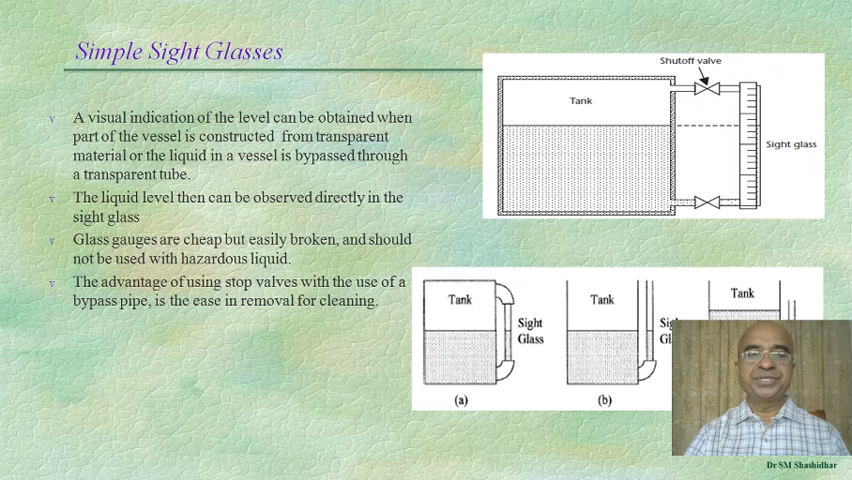 Simple Sight Glasses
v A visual indication of the level can be obtained when
part of the vessel is constructed from transparent
material or the liquid in a vessel is bypassed through
a transparent tube.
v The liquid level then can be observed directly in the
sight glass
v Glass gauges are cheap but easily broken, and should
not be used with hazardous liquid.
v The advantage of using stop valves with the use of a
bypass pipe, is the ease in removal for cleaning.
Shutoff valve
Tank
Sight glass
Tank
Sight
Glass
(a)
Tank
(b)
Tank
Dr SM Shashidhar